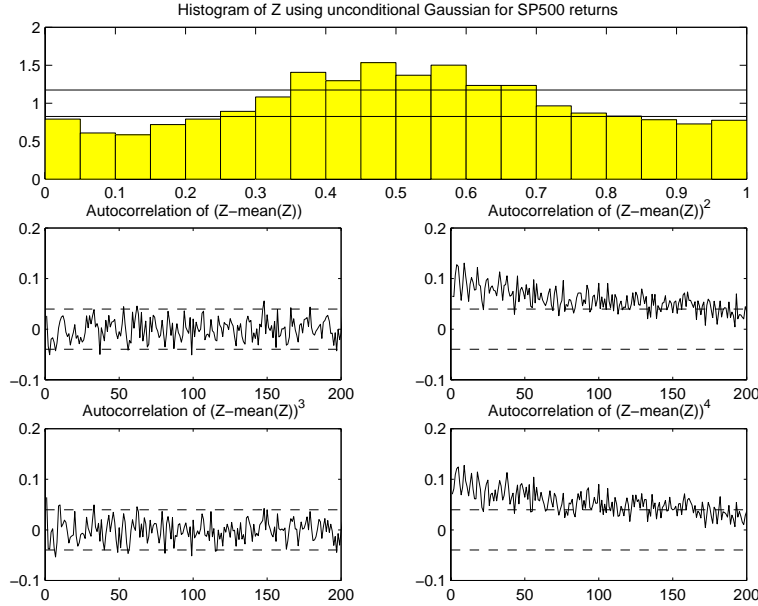 Histogram of Z using unconditional Gaussian for SP500 returns
2
1.5
1
0.5
0
0 0.1 0.2 0.3 0.4 0.5 0.6 0.7 0.8 0.9 1
Autocorrelation of (Z−mean(Z))
0.2
0.1
0
−0.1
0 50 100 150 200
Autocorrelation of (Z−mean(Z))²
0.2
0.1
0
−0.1
0 50 100 150 200
Autocorrelation of (Z−mean(Z))³
0.2
0.1
0
−0.1
0 50 100 150 200
Autocorrelation of (Z−mean(Z))⁴
0.2
0.1
0
−0.1
0 50 100 150 200